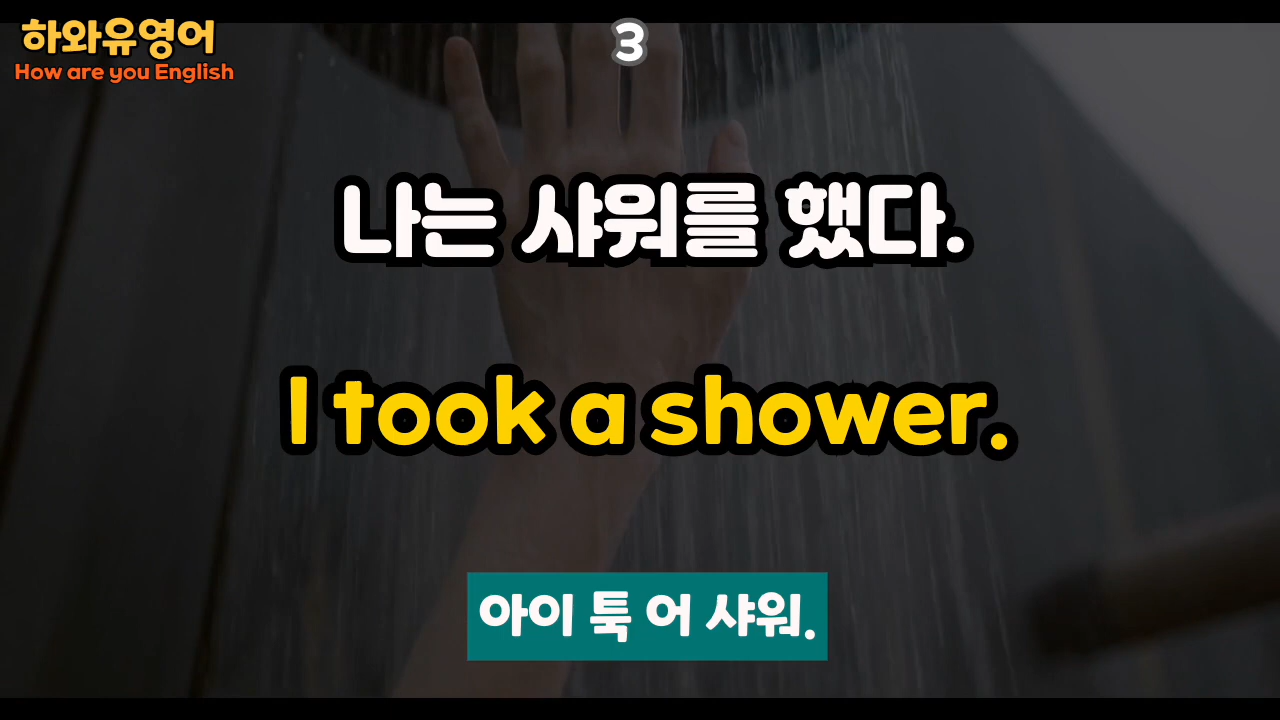 하와유영어
How are you English
3
나는 샤워를 했다.
I took a shower.
아이 툭 어 샤워.